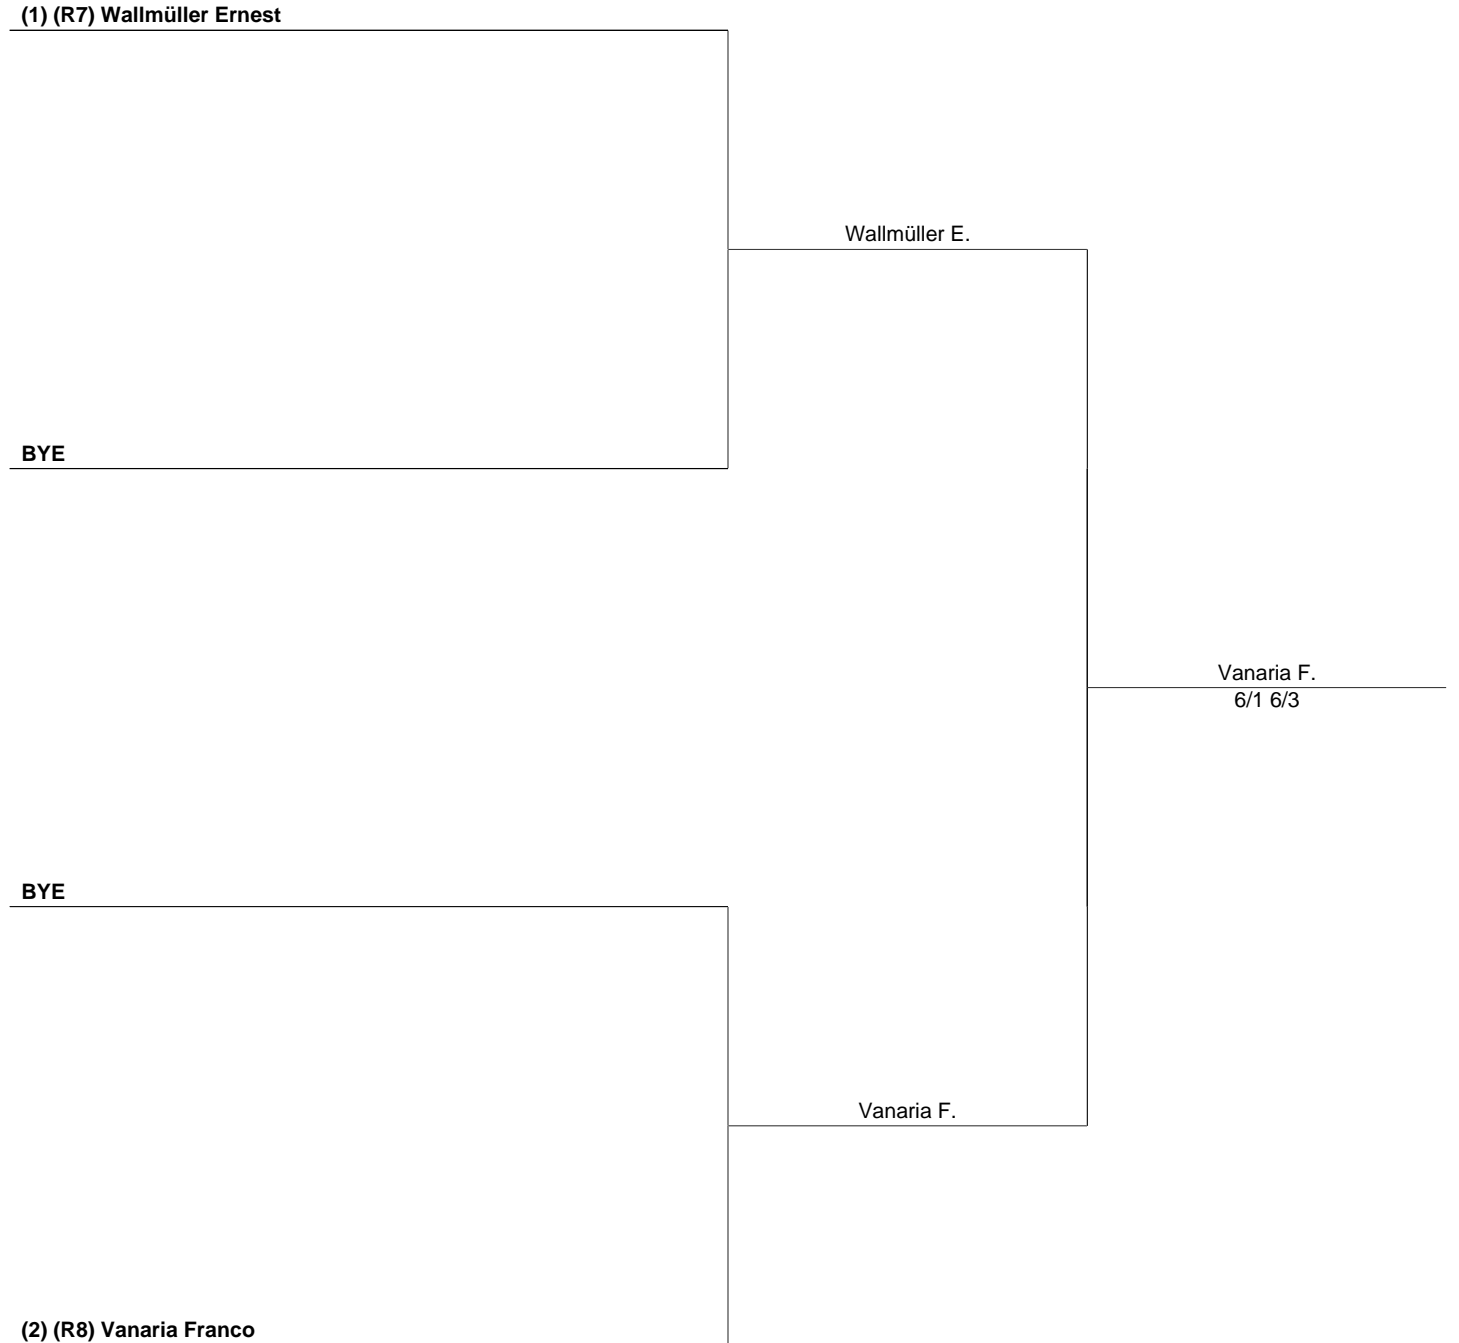 (1) (R7) Wallmüller Ernest
Wallmüller E.
BYE
Vanaria F.
6/1 6/3
BYE
Vanaria F.
(2) (R8) Vanaria Franco